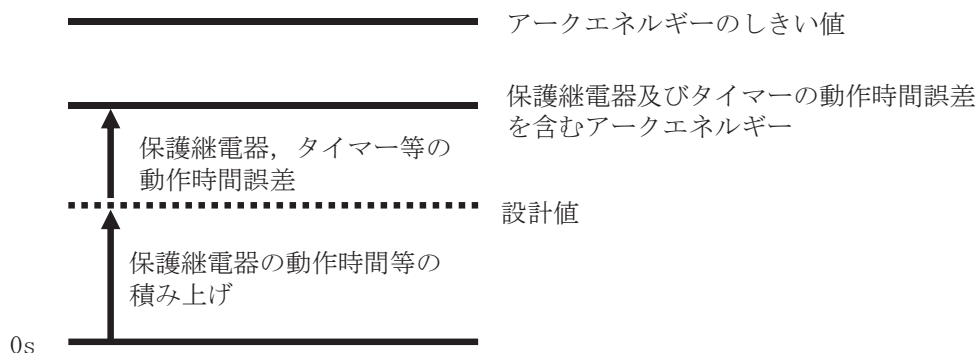 アークエネルギーのしきい値
保護継電器及びタイマーの動作時間誤差
を含むアークエネルギー
保護継電器，タイマー等の
動作時間誤差
設計値
保護継電器の動作時間等の
積み上げ
0s